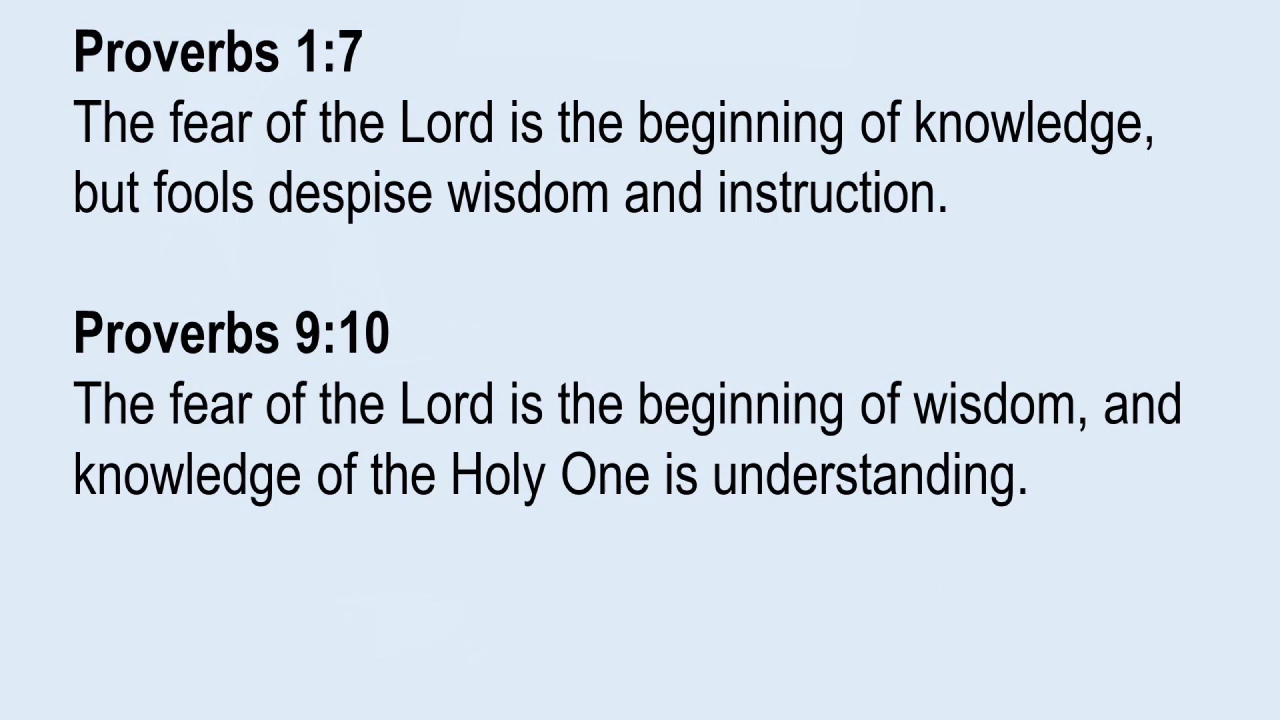 Proverbs 1:7
The fear of the Lord is the beginning of knowledge,
but fools despise wisdom and instruction.
Proverbs 9:10
The fear of the Lord is the beginning of wisdom, and
knowledge of the Holy One is understanding.